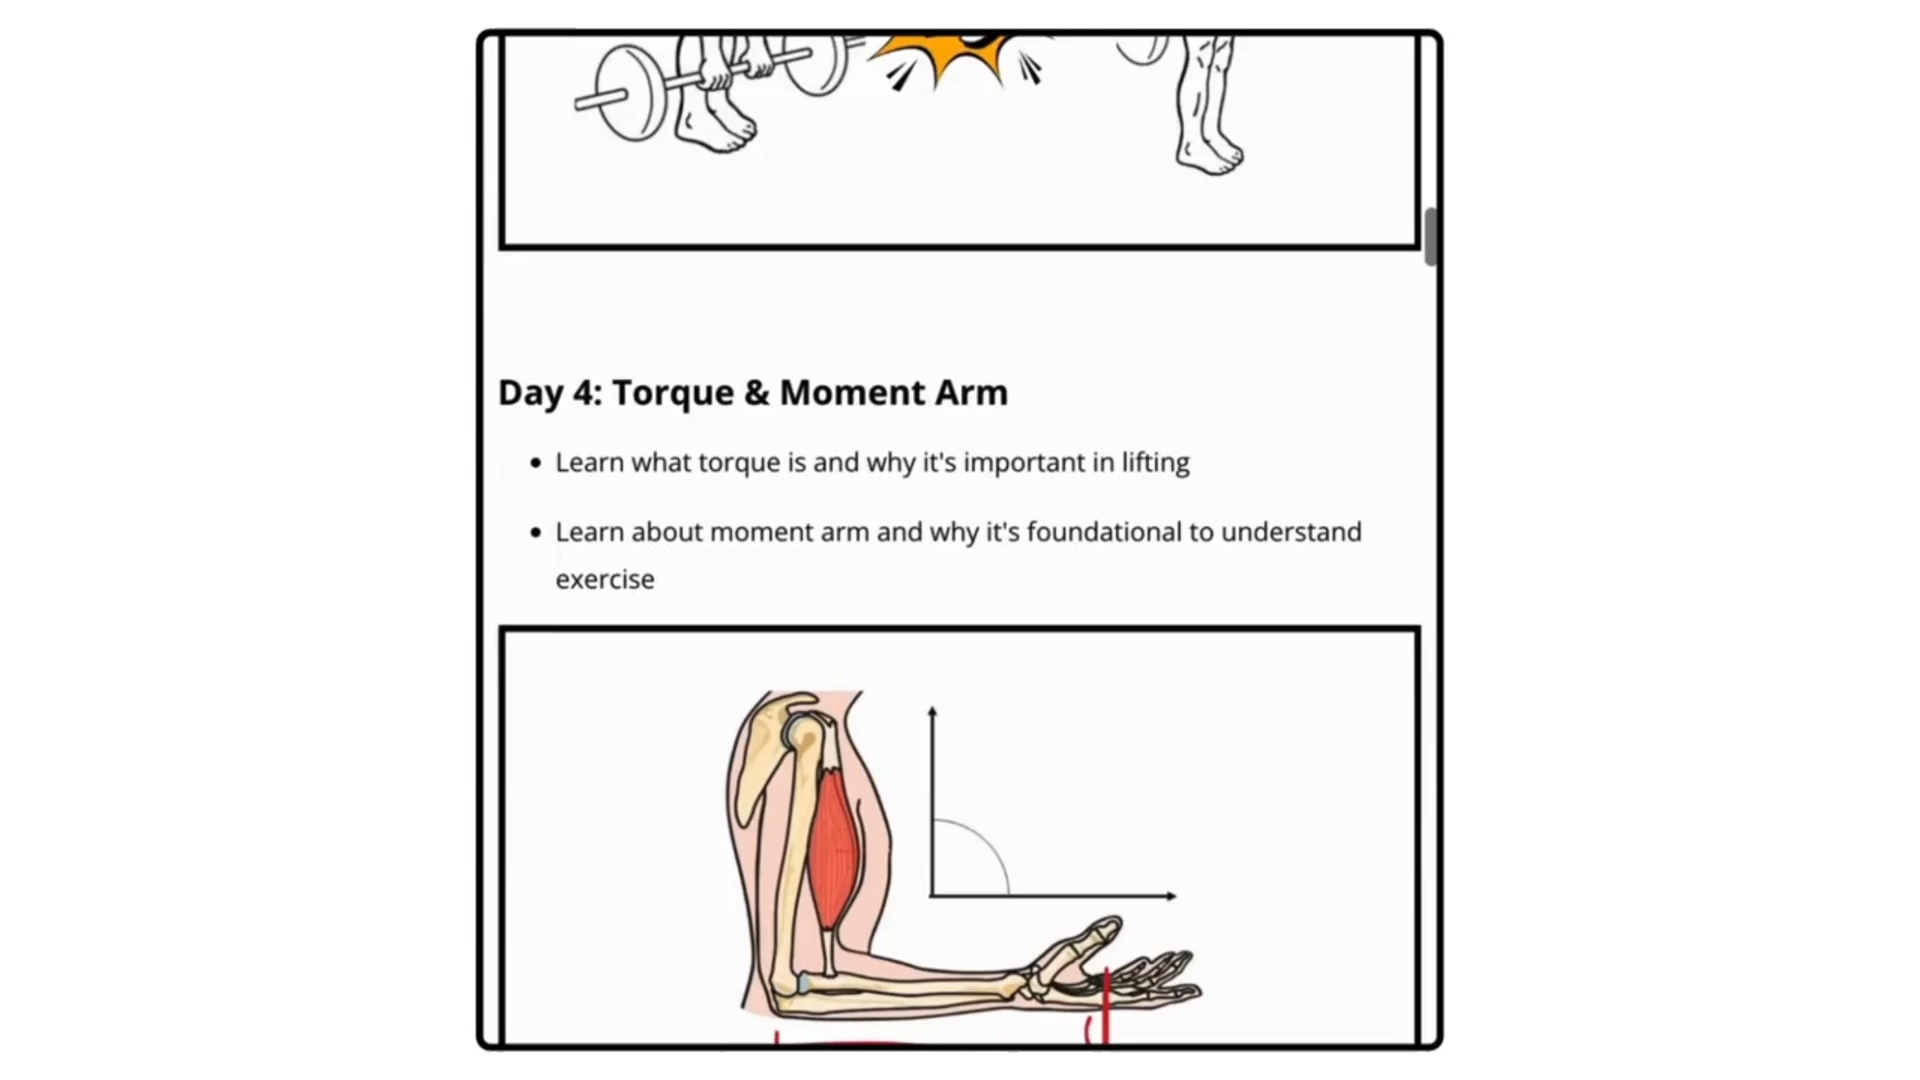 Day 4: Torque & Moment Arm
Learn what torque is and why it's important in lifting
Learn about moment arm and why it's foundational to understand
exercise